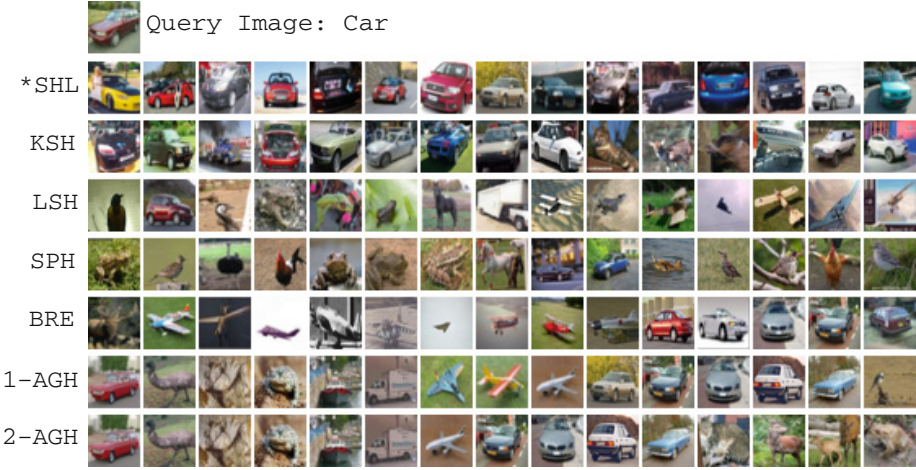 Query Image: Car
*SHL
KSH
LSH
SPH
BRE
1-AGH
2-AGH